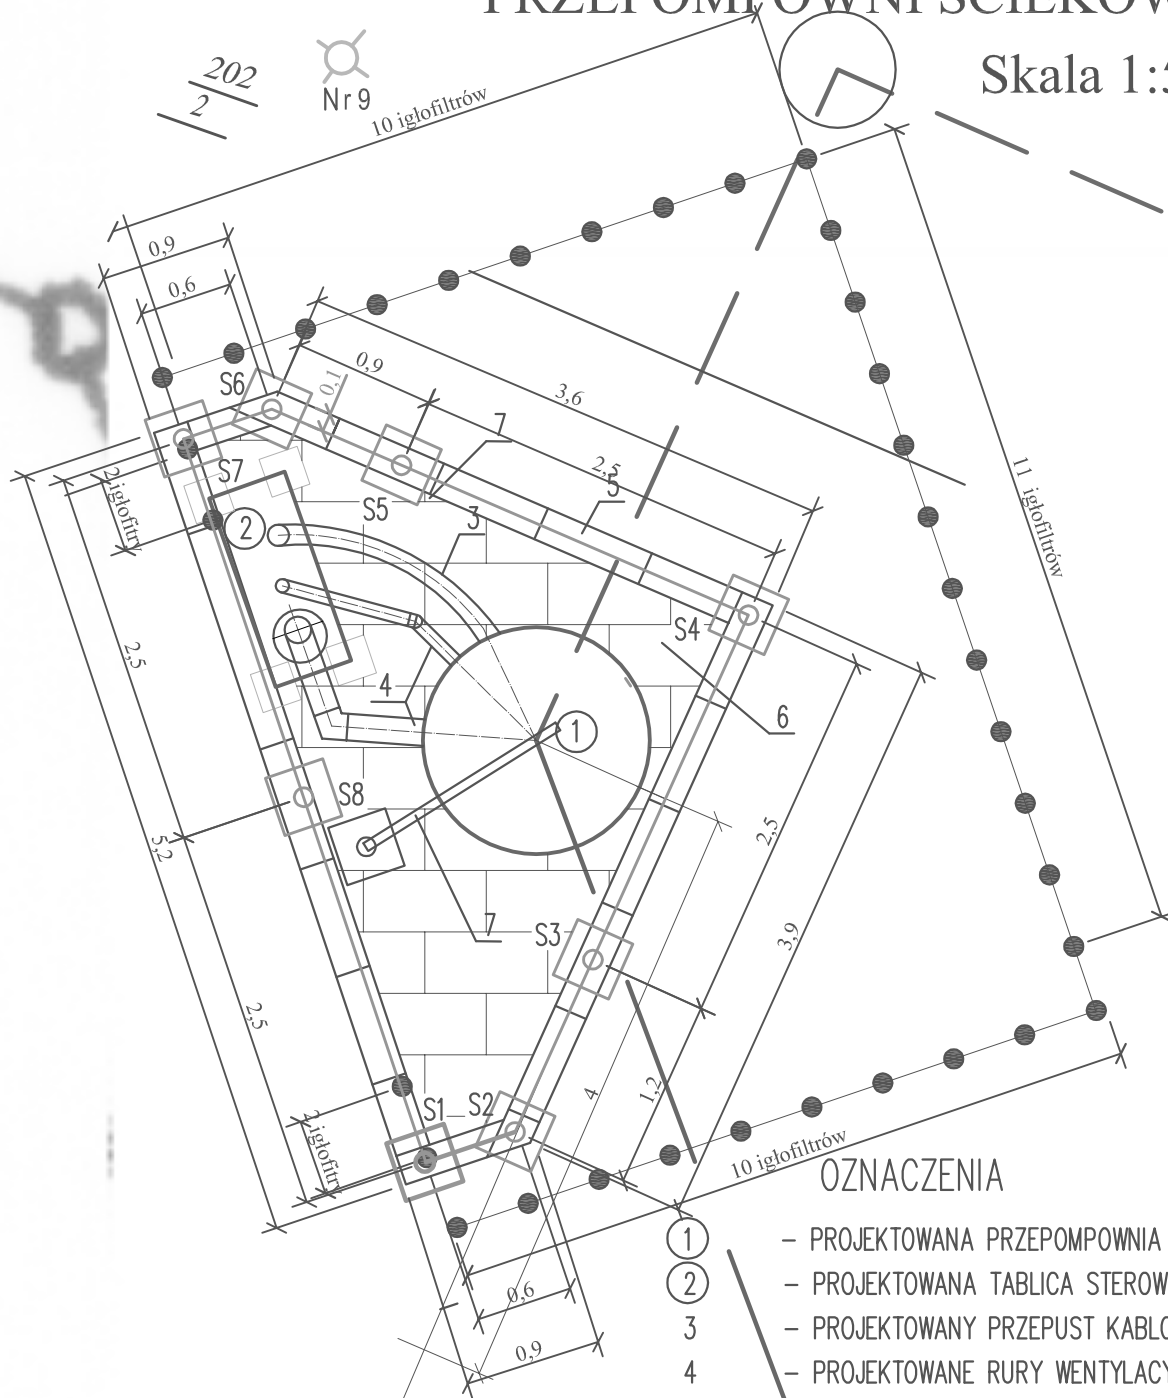 PRZEPOMPOWNI ŚCIEKÓW
Skala 1:5
202
2
Nr 9
10 igłofiltrów
0,9
0,6
S6
0,1
0,9
3,6
7
2,5
5
11 igłofiltrów
2 igłofitry
S7
2
S5
3
2,5
S4
4
6
1
S8
5,2
2,5
7
S3
3,9
2,5
S1
S2
4
1,2
2 igłofitry
10 igłofiltrów
0,6
0,9
OZNACZENIA
1 – PROJEKTOWANA PRZEPOMPOWNIA
2 – PROJEKTOWANA TABLICA STEROW
3 – PROJEKTOWANY PRZEPUST KABLO
4 – PROJEKTOWANE RURY WENTYLACY